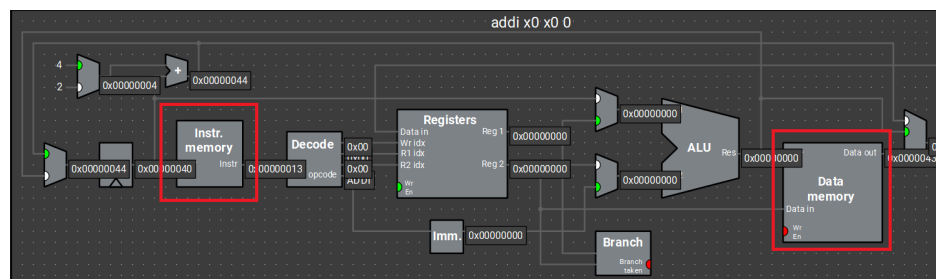 addi x0 x0 0
4
2
+
0x00000004
0x00000044
Instr.
memory
Instr
Decode
opcode
0x00
0x00
ADDI
Registers
Data in
Wr idx
R1 idx
R2 idx
Wr
En
Reg 1
Reg 2
0x00000000
0x00000000
0x00000000
0x00000000
ALU
Res
0x00000000
Data out
Data
memory
Data in
Wr
En
0x00000044
0x00000040
0x00000013
Imm.
0x00000000
Branch
Branch
taken